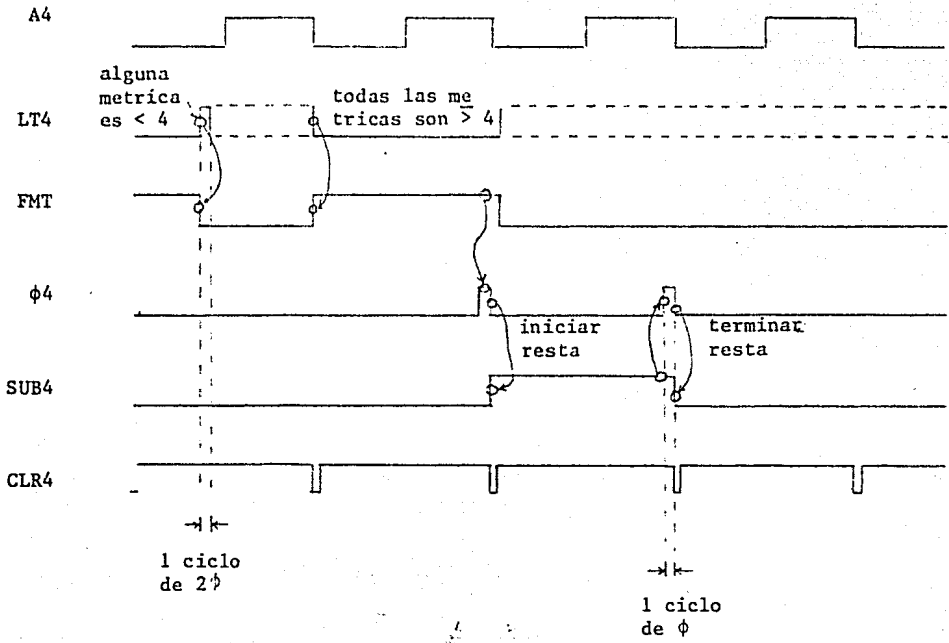 A4
alguna
metrica
es < 4
todas las me
tricas son > 4
LT4
FMT
ϕ4
iniciar
resta
terminar
resta
SUB4
CLR4
1 ciclo
de 2ϕ
1 ciclo
de ϕ